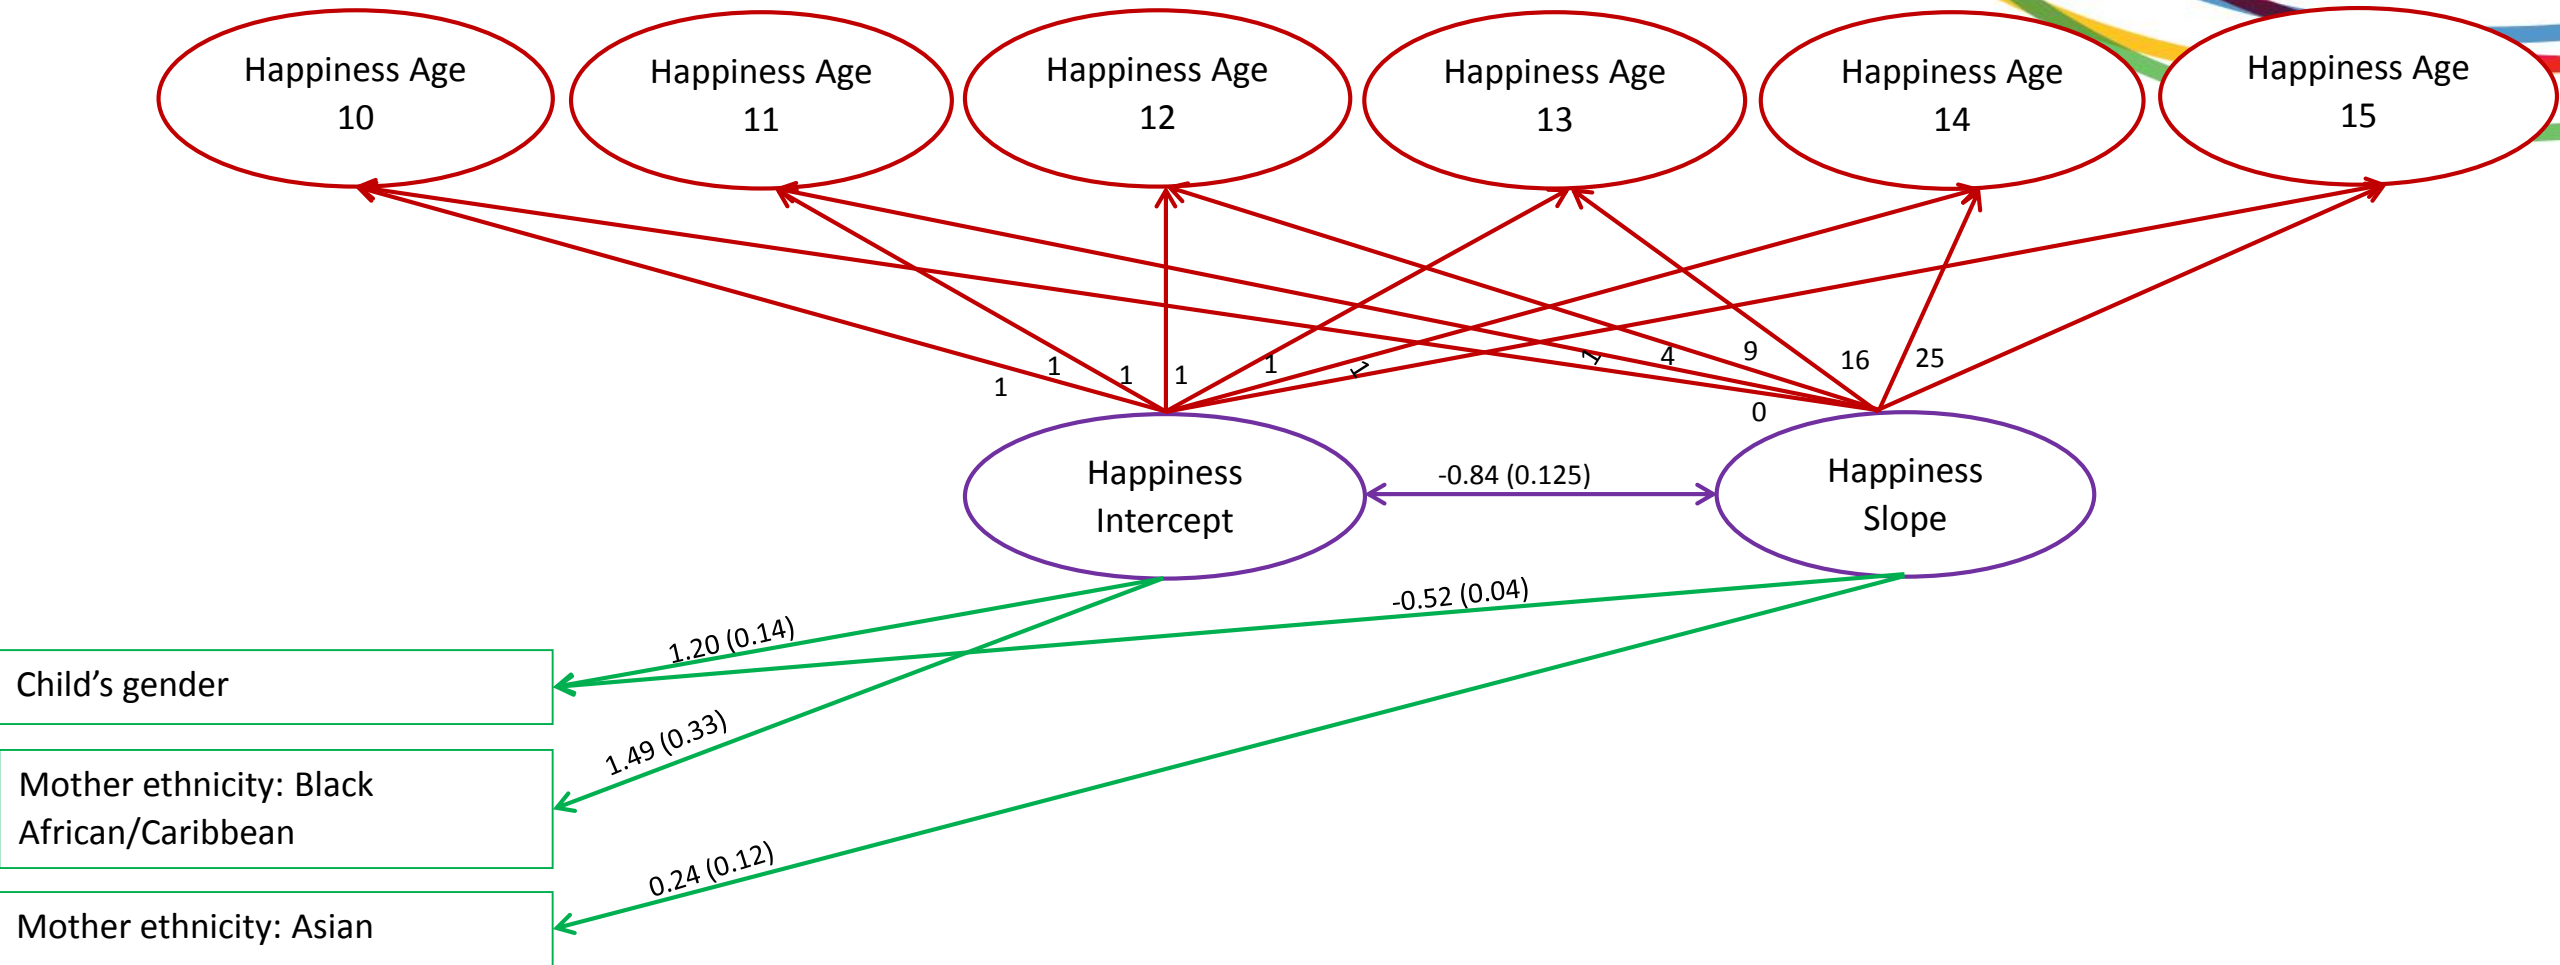 Happiness Age
10
Happiness Age
11
Happiness Age
12
Happiness Age
13
Happiness Age
14
Happiness Age
15
1
1
1
1
1
1
1
4
9
16
25
0
Happiness
Intercept
-0.84 (0.125)
Happiness
Slope
1.20 (0.14)
-0.52 (0.04)
Child’s gender
1.49 (0.33)
Mother ethnicity: Black
African/Caribbean
0.24 (0.12)
Mother ethnicity: Asian